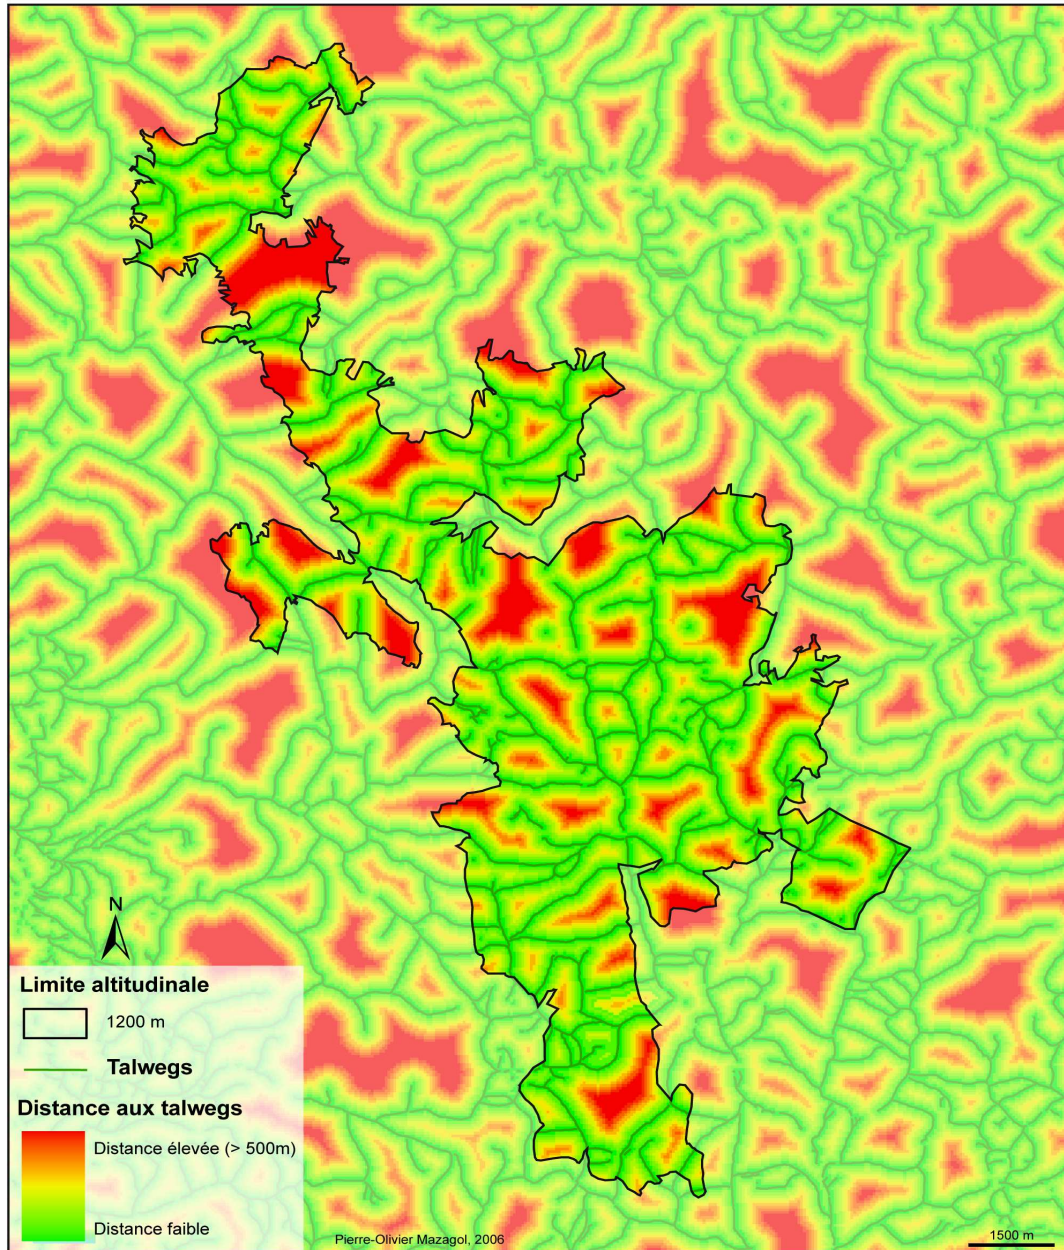 N
Limite altitudinale
1200 m
Talwegs
Distance aux talwegs
Distance élevée (> 500m)
Distance faible
Pierre-Olivier Mazagol, 2006
1500 m